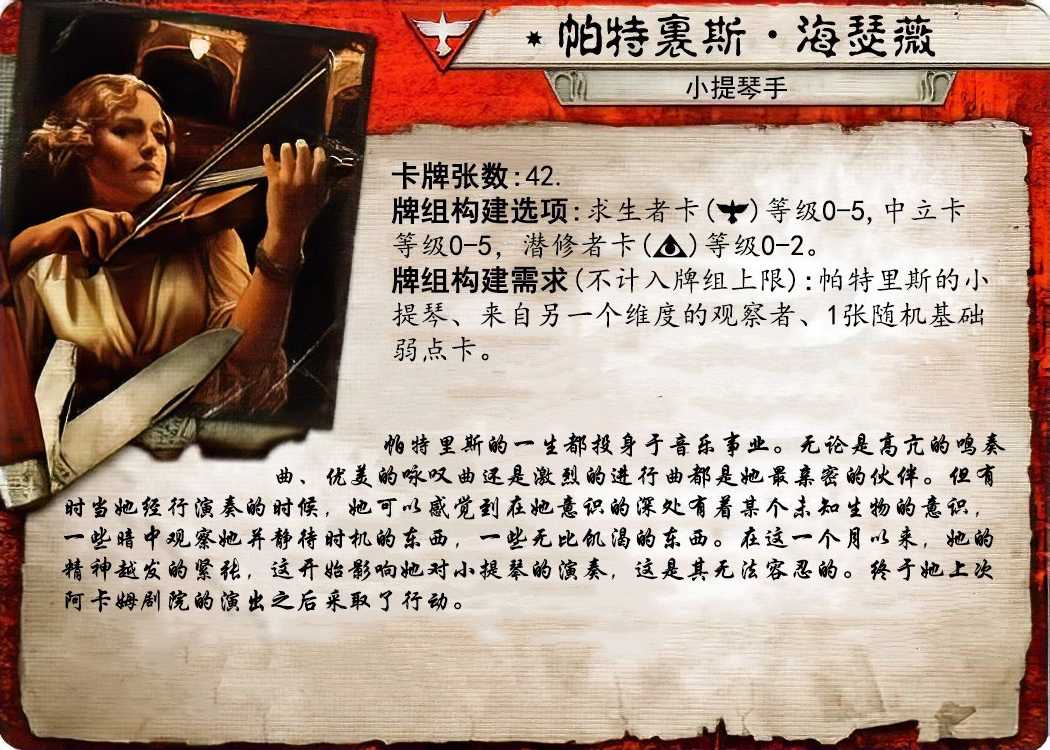 帕特裏斯·海瑟薇
小提琴手
卡牌张数:42.
牌组构建选项:求生者卡()等级0-5,中立卡
等级0-5, 潜修者卡()等级0-2。
牌组构建需求(不计入牌组上限):帕特里斯的小
提琴、来自另一个维度的观察者、1张随机基础
弱点卡。
帕特里斯的一生都投身于音乐事业。无论是高亢的鸣奏
曲、优美的咏叹曲还是激烈的进行曲都是她最亲密的伙伴。但有
时当她经行演奏的时候, 她可以感觉到在她意识的深处有着某个未知生物的意识,
一些暗中观察她并静待时机的东西, 一些无比饥渴的东西。在这一个月以来, 她的
精神越发的紧张, 这开始影响她对小提琴的演奏, 这是其无法容忍的。终于她上次
阿卡姆剧院的演出之后采取了行动。